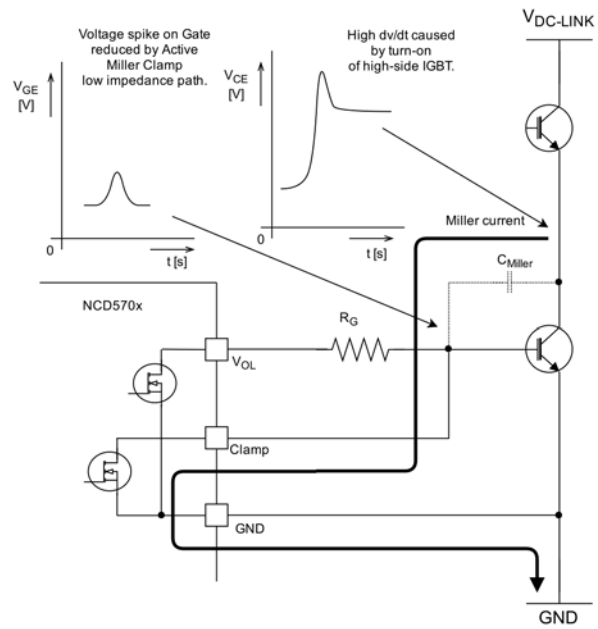 Voltage spike on Gate
reduced by Active
Miller Clamp
low impedance path.
High dv/dt caused
by turn-on
of high-side IGBT.
VDC-LINK
VGE
[V]
VCE
[V]
0
t [s]
0
t [s]
Miller current
CMiller
NCD570x
RG
VOL
Clamp
GND
GND